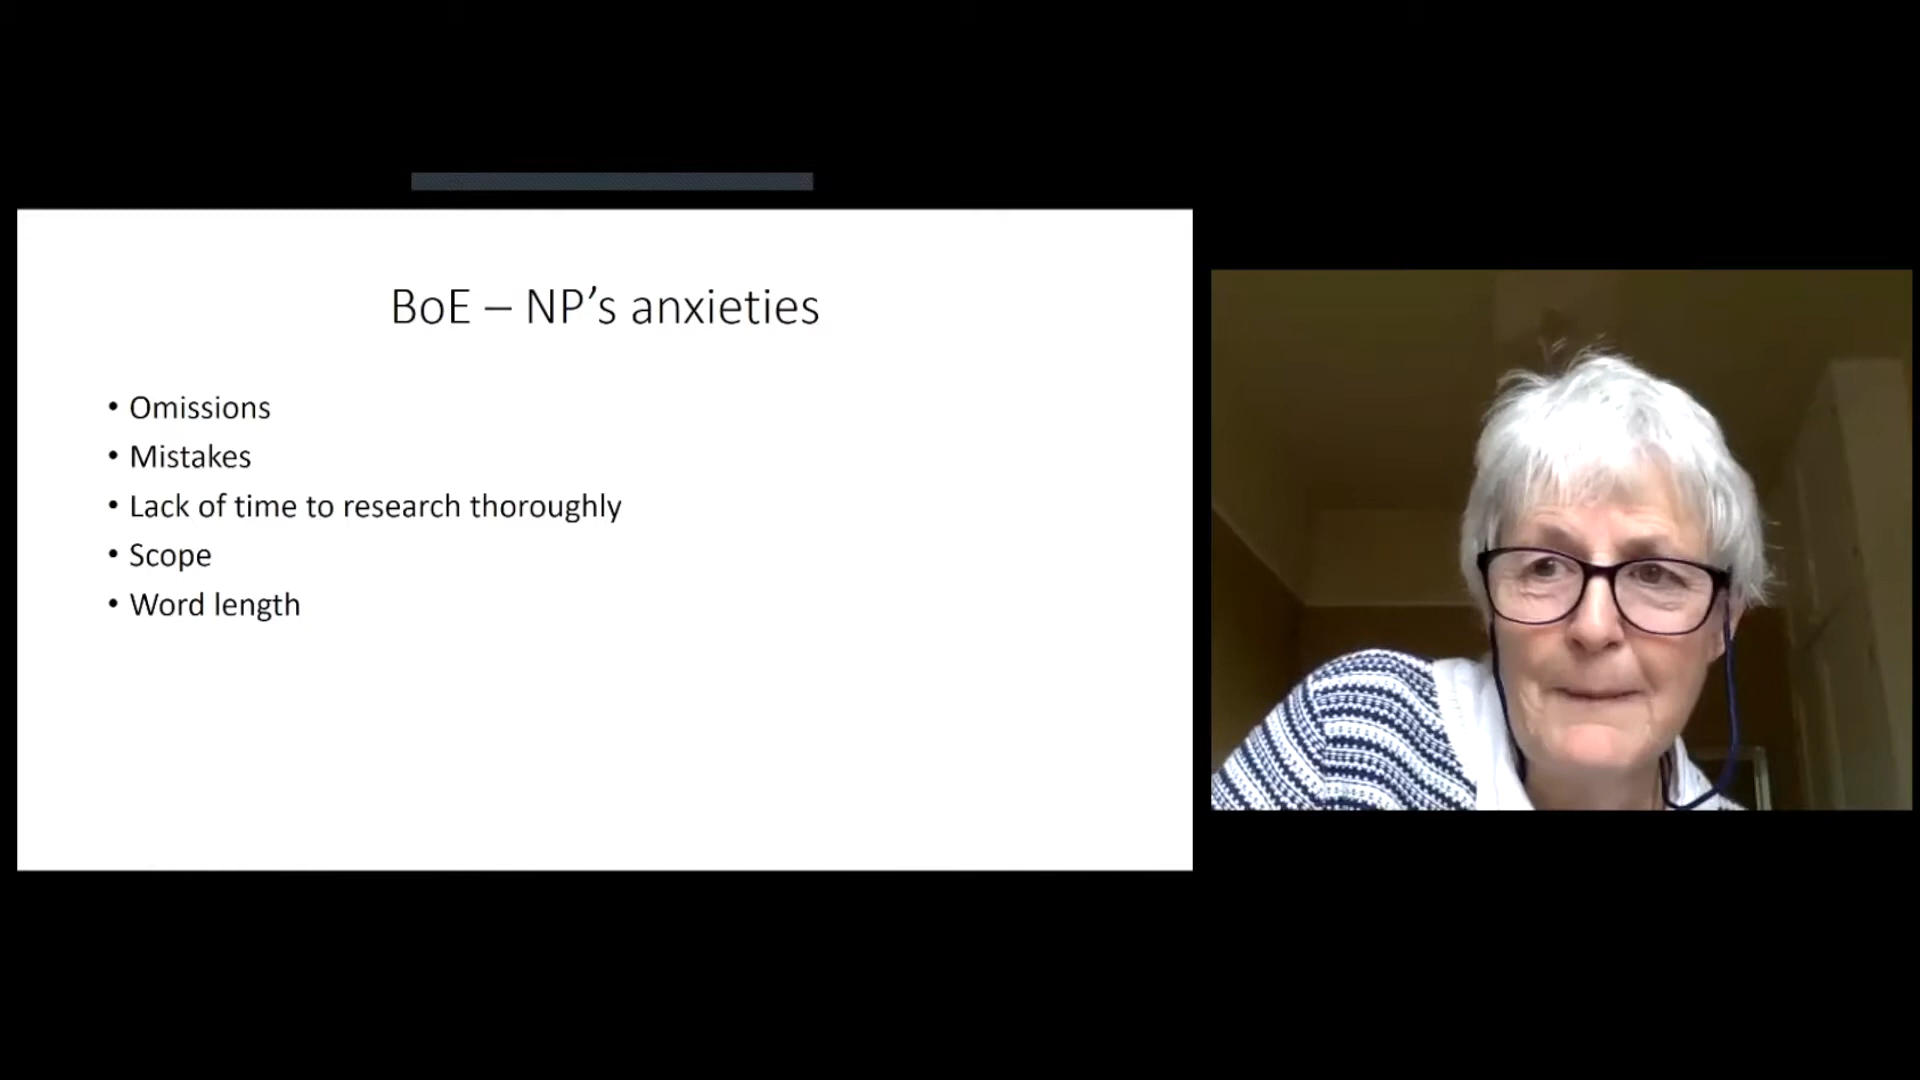 BoE – NP’s anxieties
• Omissions
• Mistakes
• Lack of time to research thoroughly
• Scope
• Word length